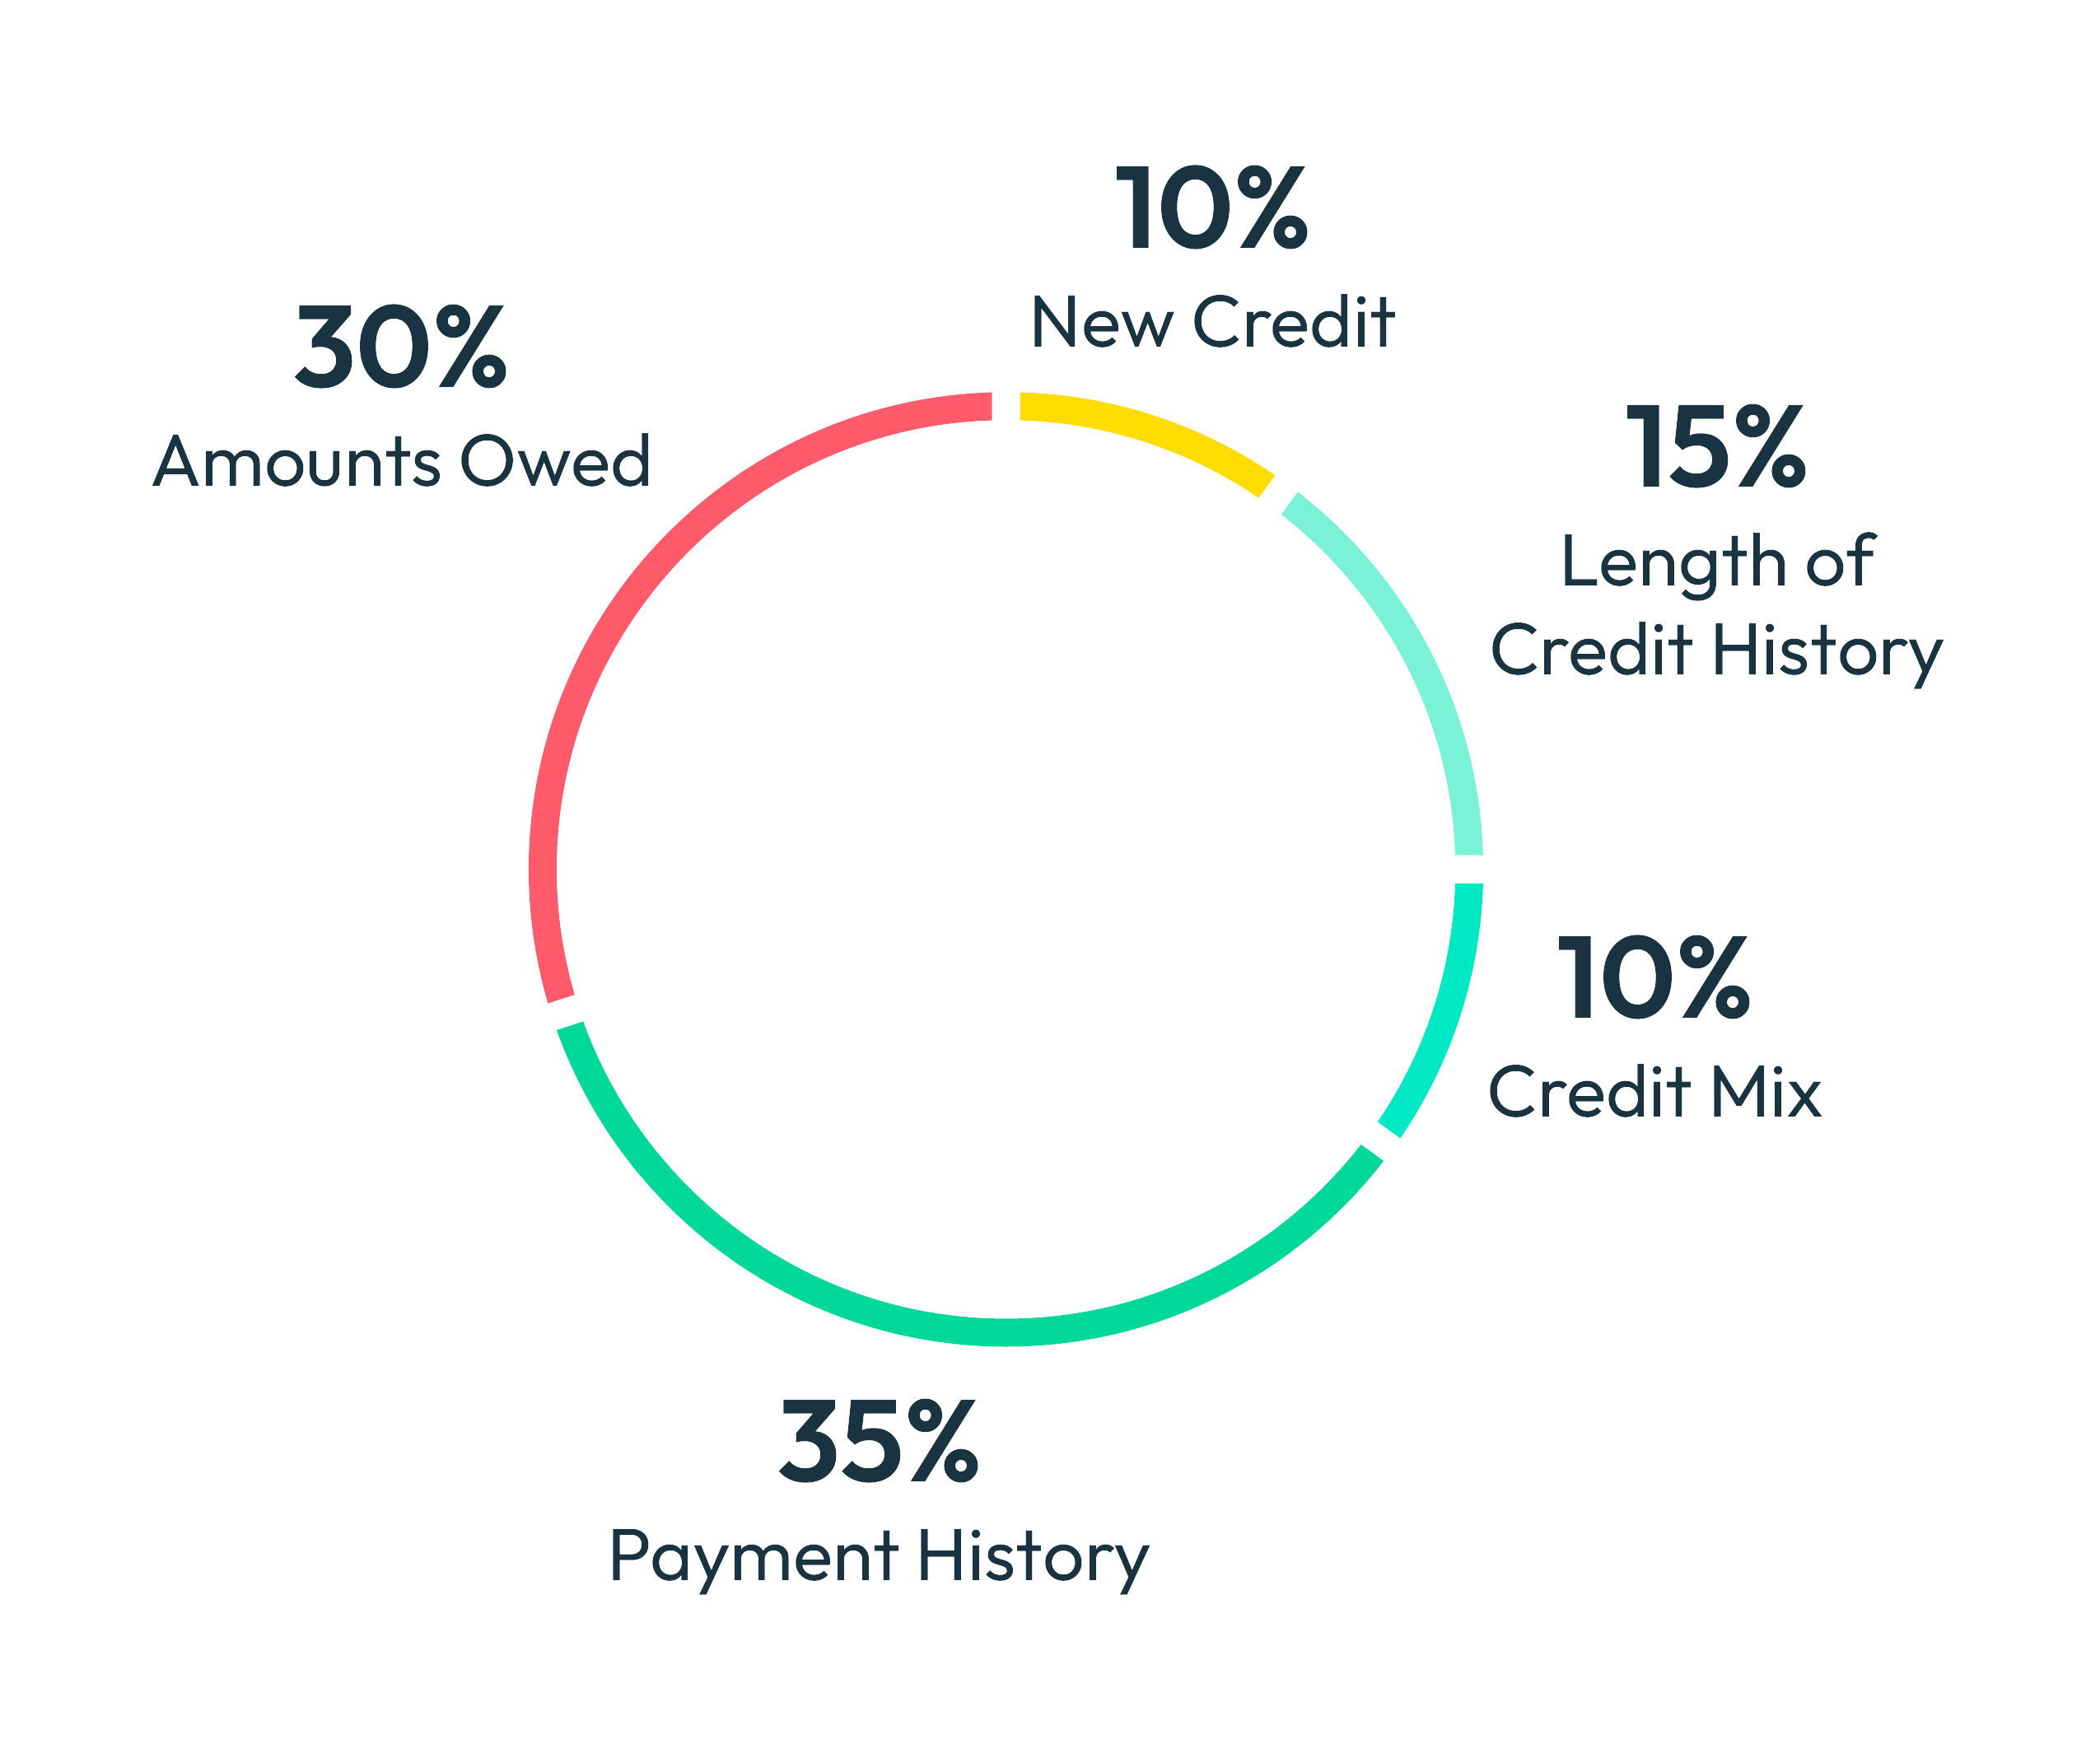 10%
New Credit
30%
Amounts Owed
15%
Length of
Credit History
10%
Credit Mix
35%
Payment History